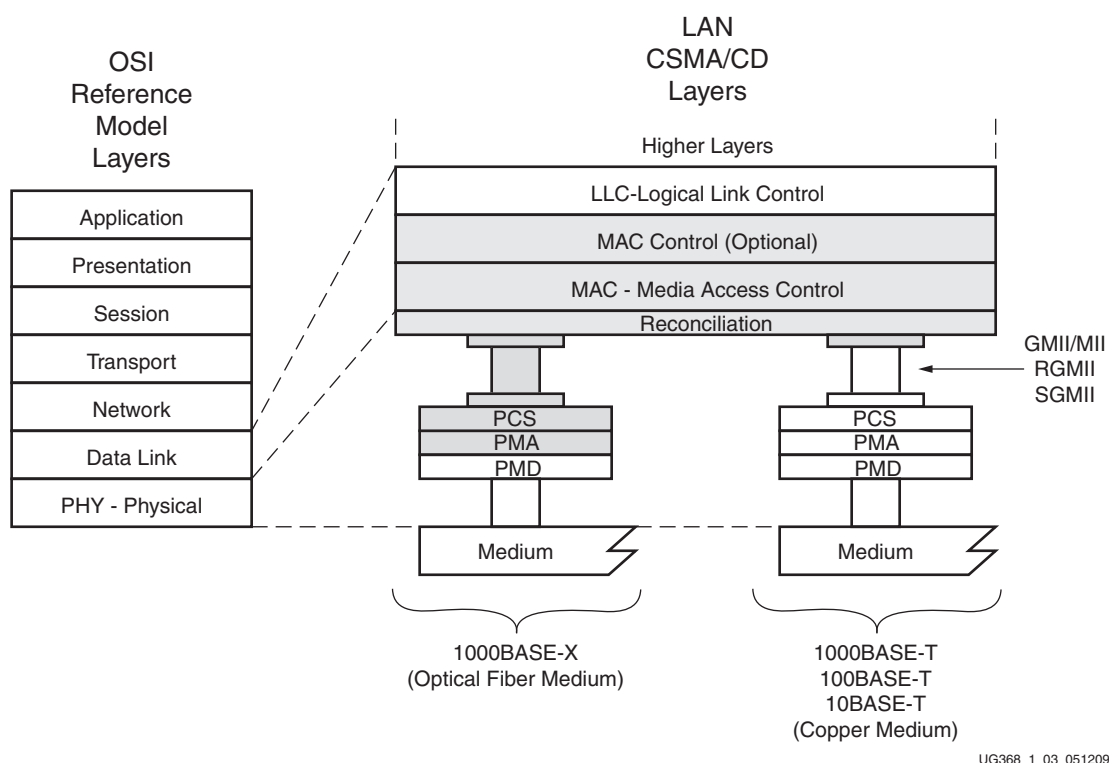 OSI
Reference
Model
Layers
Application
Presentation
Session
Transport
Network
Data Link
PHY - Physical
LAN
CSMA/CD
Layers
Higher Layers
LLC-Logical Link Control
MAC Control (Optional)
MAC - Media Access Control
Reconciliation
GMII/MII
RGMII
SGMII
PCS
PMA
PMD
Medium
1000BASE-X
(Optical Fiber Medium)
PCS
PMA
PMD
Medium
1000BASE-T
100BASE-T
10BASE-T
(Copper Medium)
UG368_1_03_051209